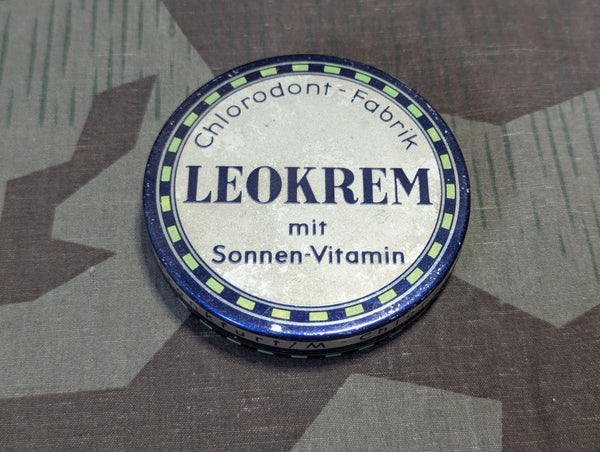 Chlorodont-Fabrik
LEOKREM
mit
Sonnen-Vitamin